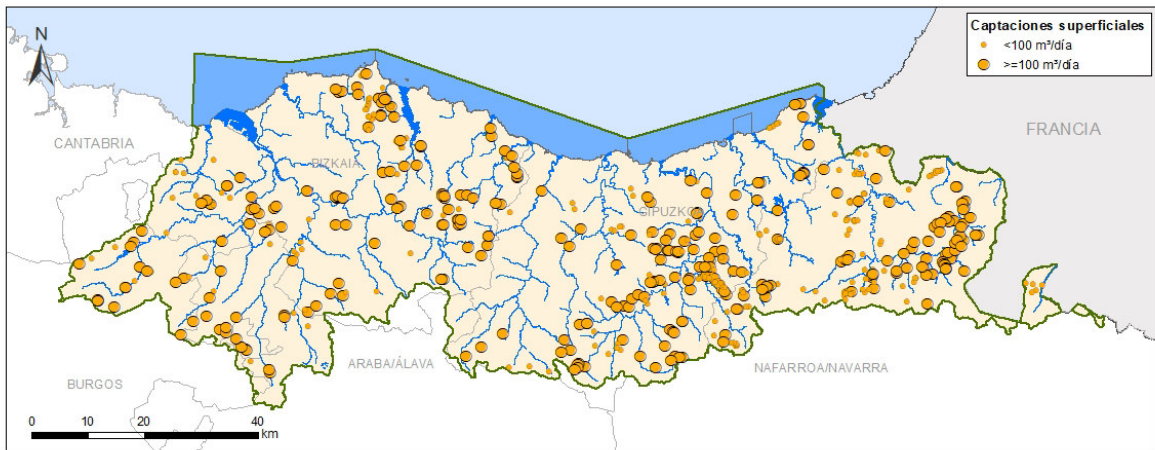 Captaciones superficiales
<100 m³/día
>=100 m³/día
N
CANTABRIA
BIZKAIA
FRANCIA
GIPUZKOA
ARABA/ÁLAVA
NAFARROA/NAVARRA
BURGOS
0 10 20 40
km